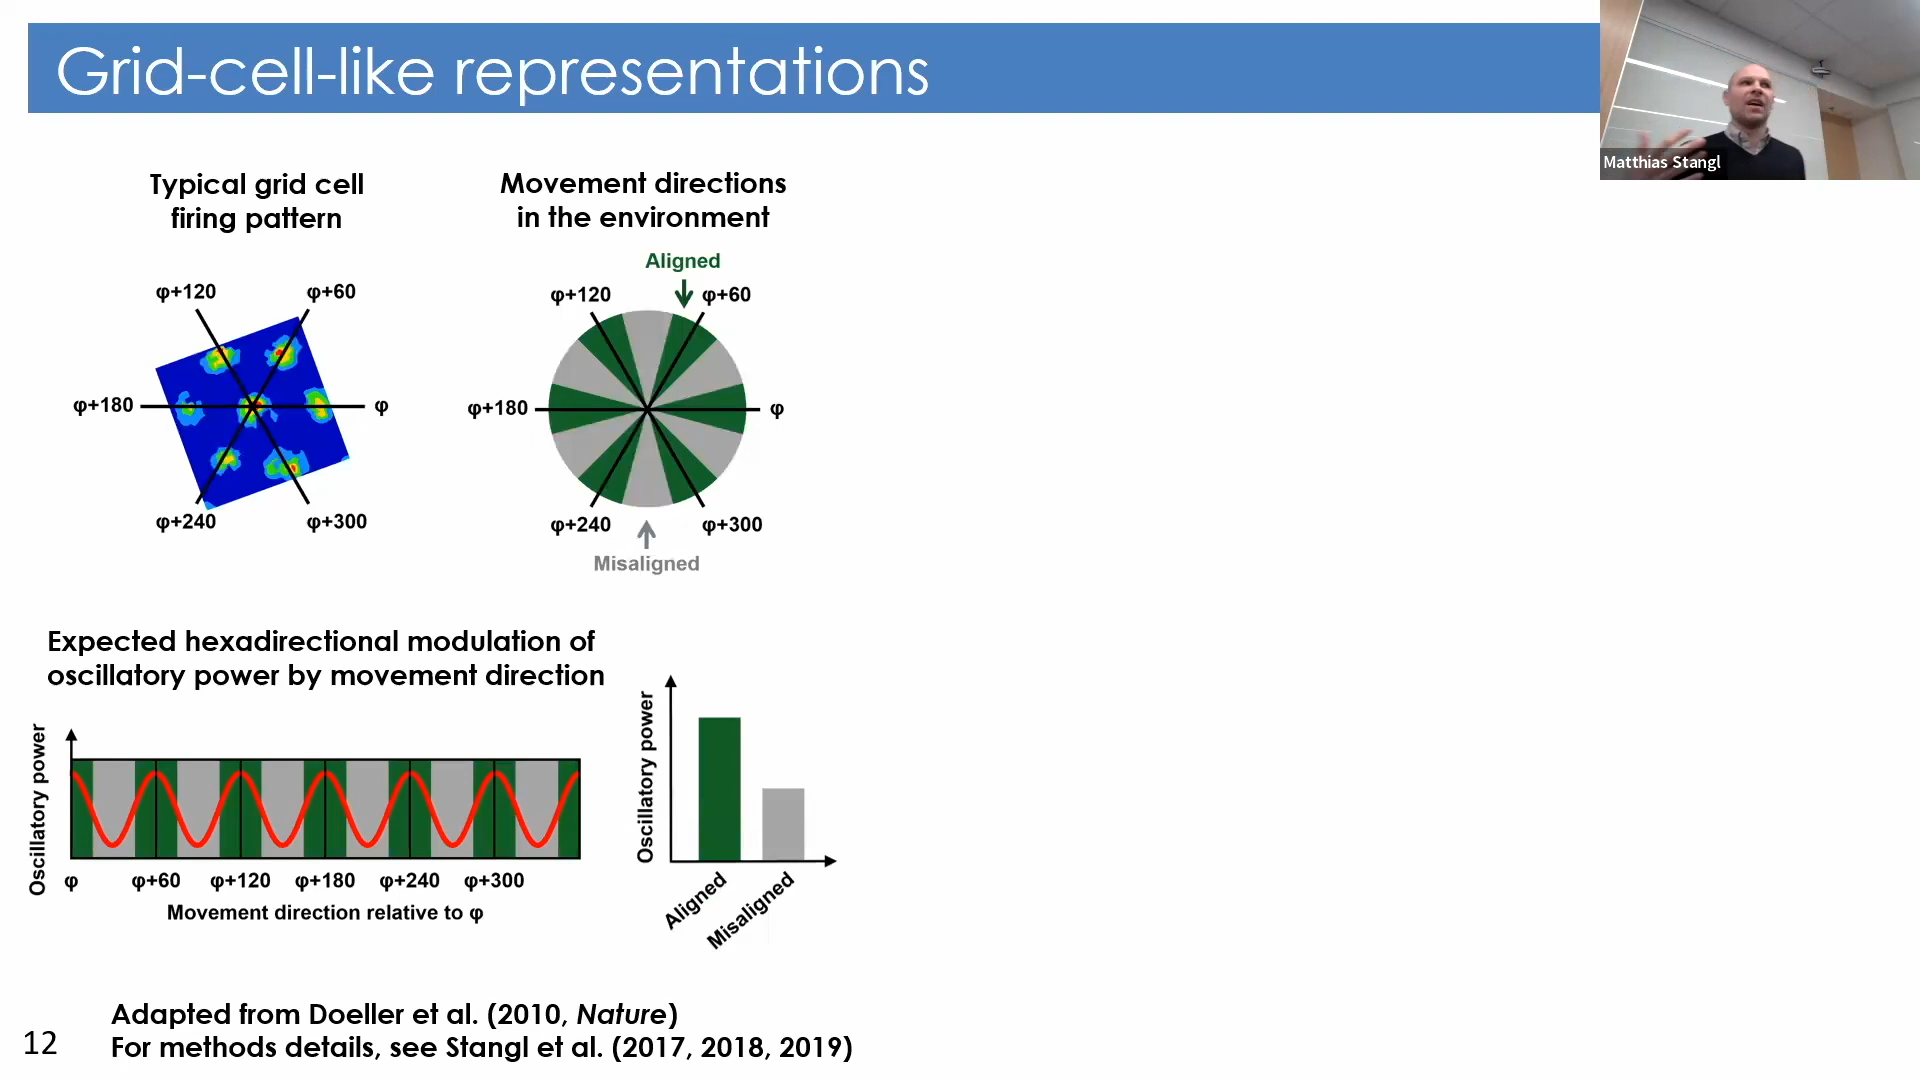 Grid-cell-like representations
Matthias Stangl
Typical grid cell
firing pattern
φ+120
φ+60
φ+180
φ
φ+240
φ+300
Movement directions
in the environment
Aligned
φ+120
φ+60
φ+180
φ
φ+240
φ+300
Misaligned
Expected hexadirectional modulation of
oscillatory power by movement direction
Oscillatory power
φ
φ+60
φ+120
φ+180
φ+240
φ+300
Movement direction relative to φ
Oscillatory power
Aligned
Misaligned
Adapted from Doeller et al. (2010, Nature)
12
For methods details, see Stangl et al. (2017, 2018, 2019)